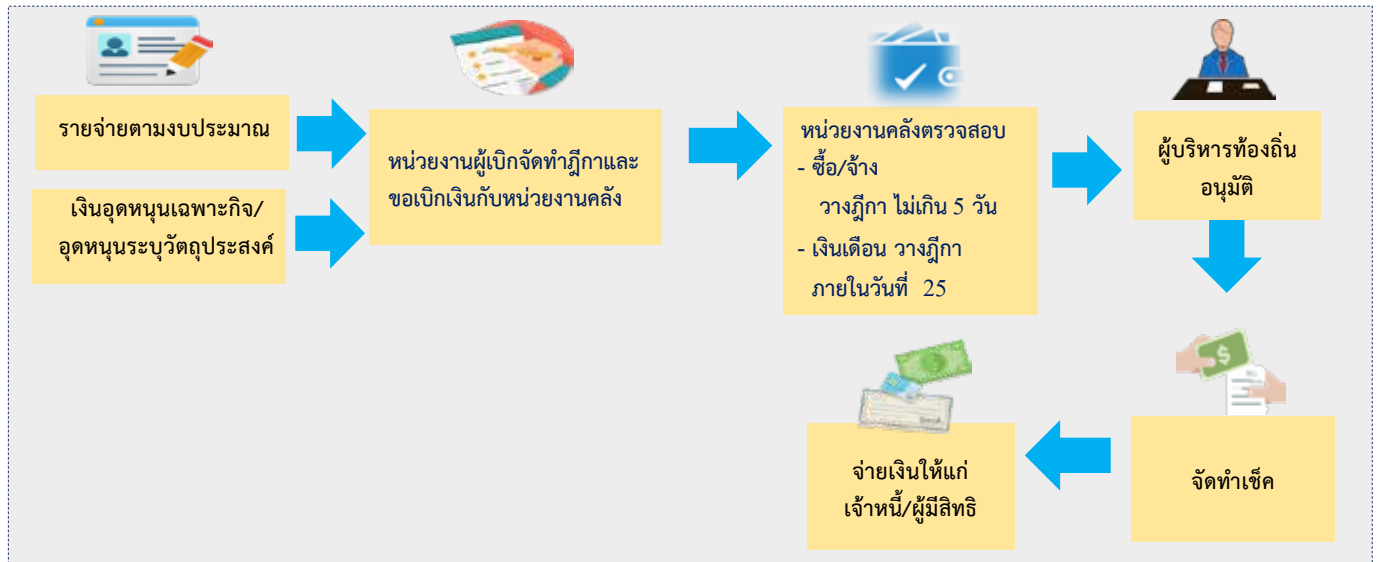 รายจ่ายตามงบประมาณ
เงินอุดหนุนเฉพาะกิจ/
อุดหนุนระบุวัตถุประสงค์
หน่วยงานผู้เบิกจัดทำฎีกาและ
ขอเบิกเงินกับหน่วยงานคลัง
หน่วยงานคลังตรวจสอบ
- ซื้อ/จ้าง
วางฎีกา ไม่เกิน 5 วัน
- เงินเดือน วางฎีกา
ภายในวันที่ 25
ผู้บริหารท้องถิ่น
อนุมัติ
จัดทำเช็ค
จ่ายเงินให้แก่
เจ้าหนี้/ผู้มีสิทธิ